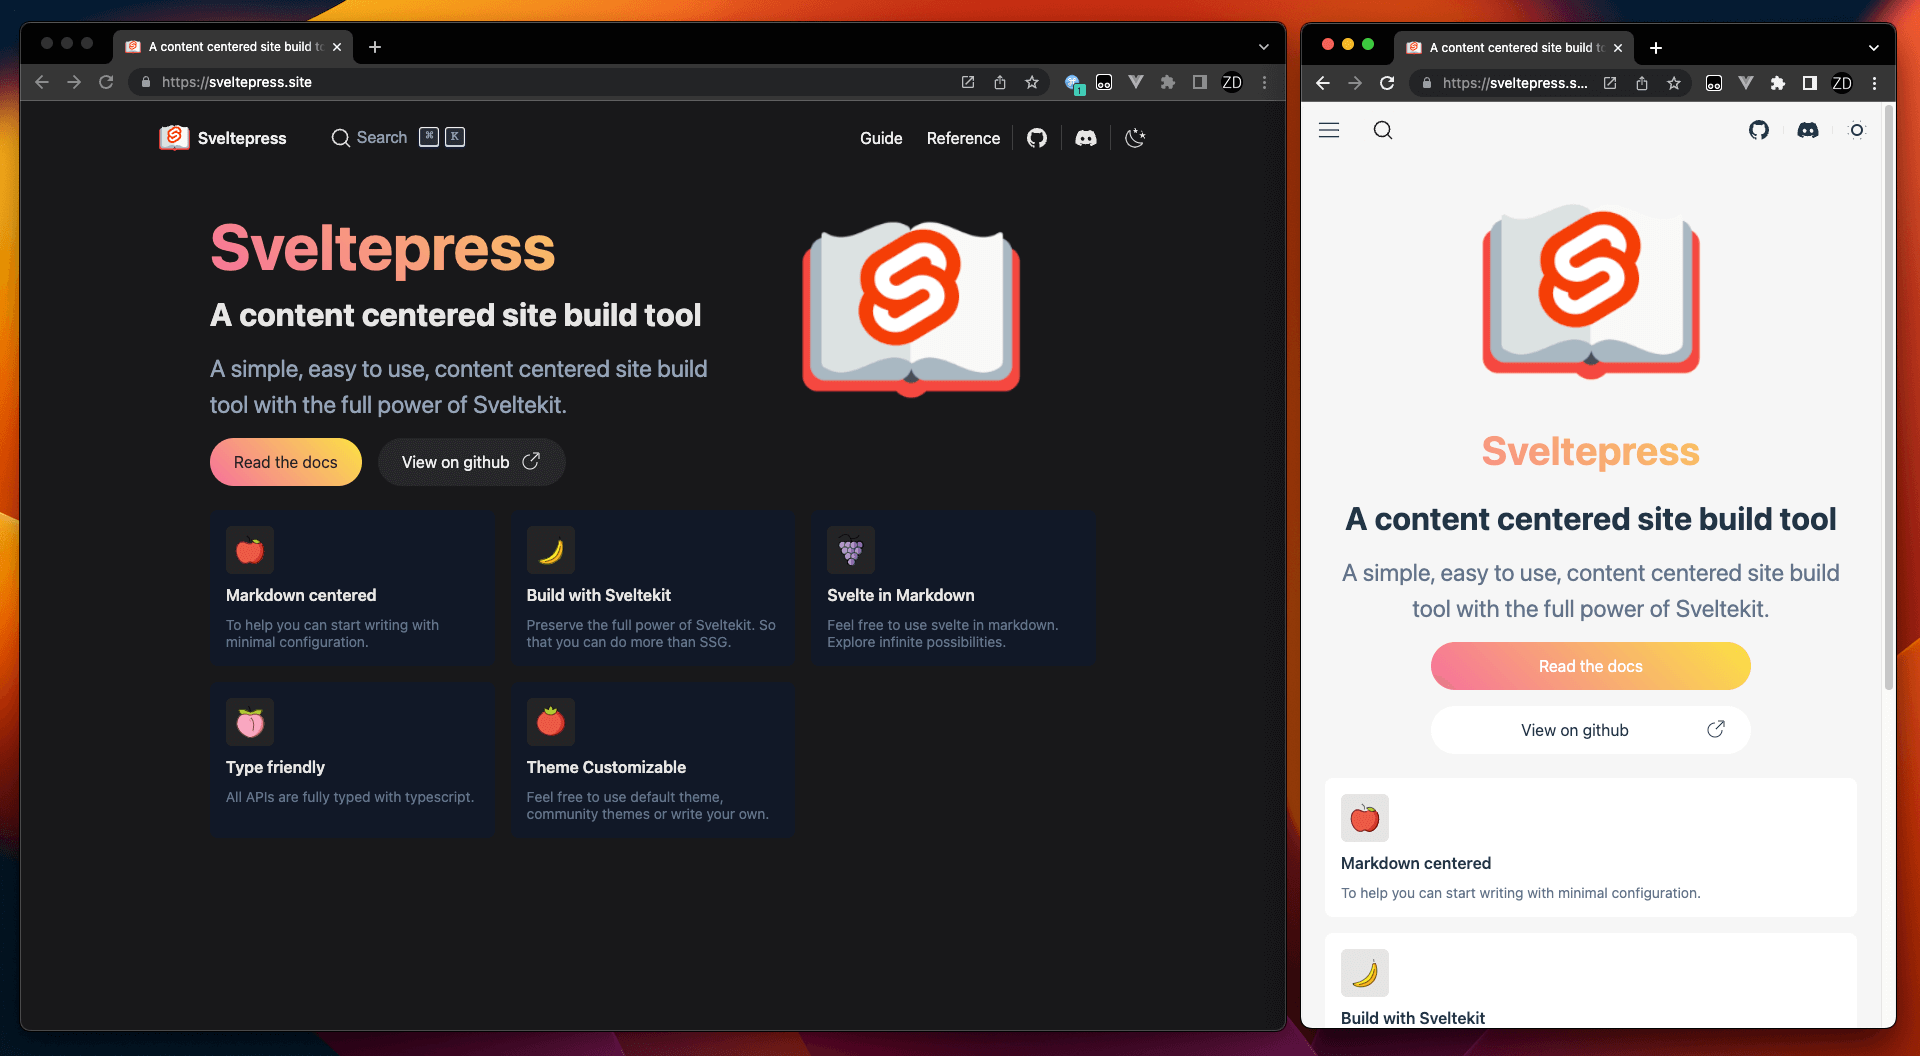 A content centered site build to
https://sveltepress.site
1
ZD
Sveltepress
Search
⌘
K
Guide
Reference
Sveltepress
A content centered site build tool
A simple, easy to use, content centered site build
tool with the full power of Sveltekit.
Read the docs
View on github
Markdown centered
To help you can start writing with
minimal configuration.
Build with Sveltekit
Preserve the full power of Sveltekit. So
that you can do more than SSG.
Svelte in Markdown
Feel free to use svelte in markdown.
Explore infinite possibilities.
Type friendly
All APIs are fully typed with typescript.
Theme Customizable
Feel free to use default theme,
community themes or write your own.
A content centered site build to
https://sveltepress.s...
ZD
Sveltepress
A content centered site build tool
A simple, easy to use, content centered site build
tool with the full power of Sveltekit.
Read the docs
View on github
Markdown centered
To help you can start writing with minimal configuration.
Build with Sveltekit